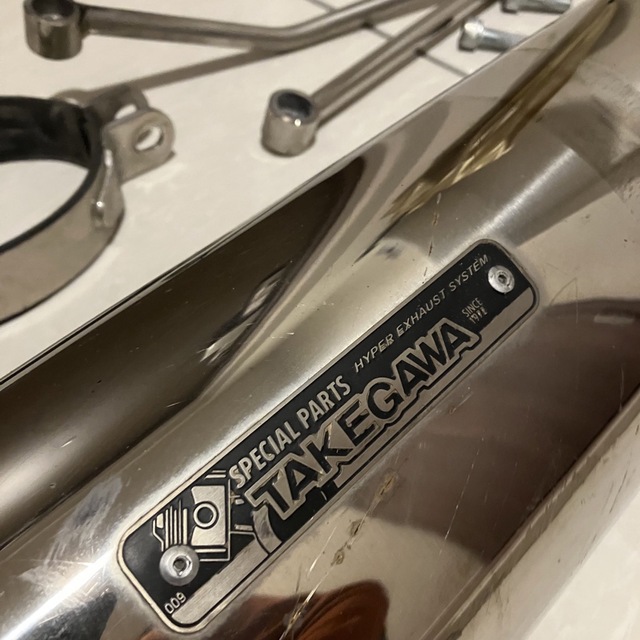 HYPER EXHAUST SYSTEM
SPECIAL PARTS
TAKEGAWA
SINCE
009